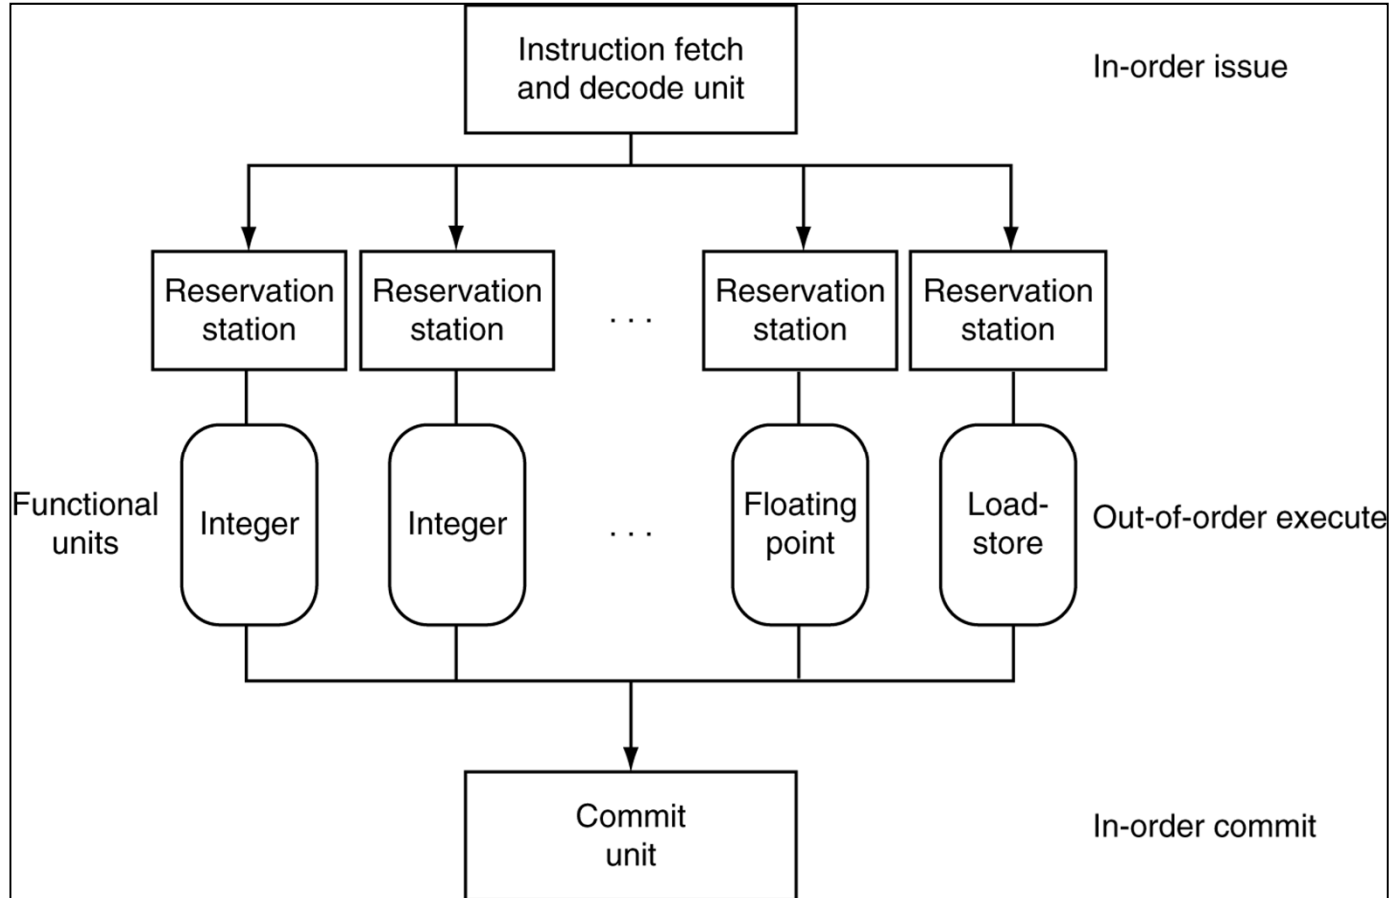 Instruction fetch
and decode unit
In-order issue
Reservation
station
Reservation
station
. . .
Reservation
station
Reservation
station
Functional
units
Integer
Integer
. . .
Floating
point
Load-
store
Out-of-order execute
Commit
unit
In-order commit